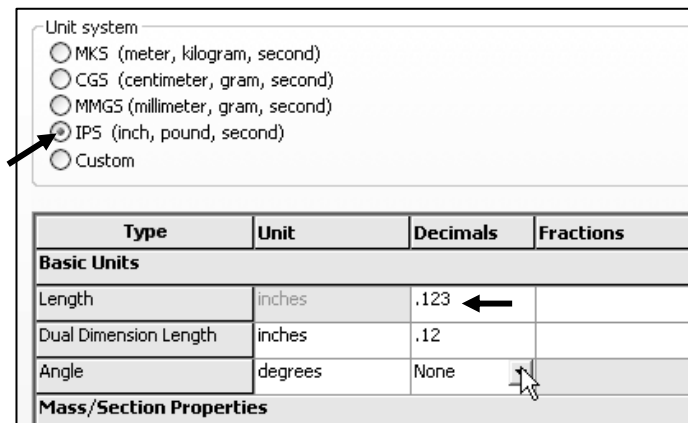 Unit system
MKS (meter, kilogram, second)
CGS (centimeter, gram, second)
MMGS (millimeter, gram, second)
IPS (inch, pound, second)
Custom
Type Unit Decimals Fractions
Basic Units
Length inches .123
Dual Dimension Length inches .12
Angle degrees None
Mass/Section Properties